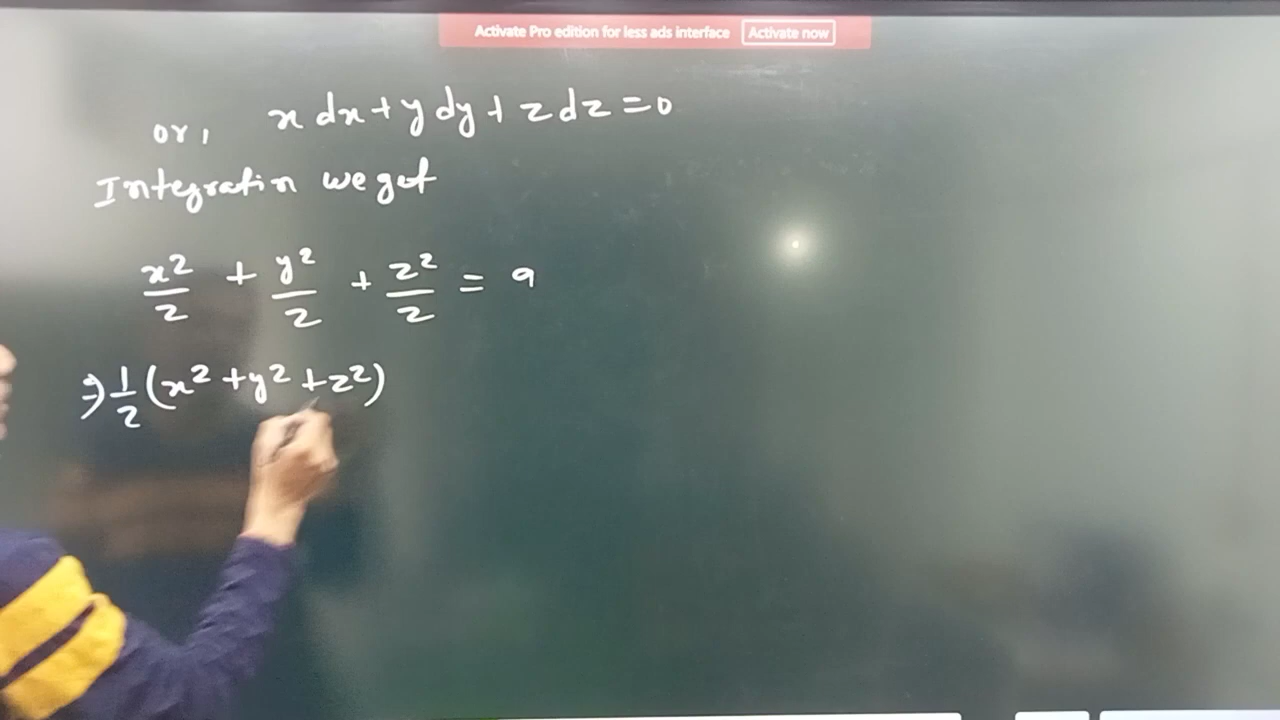 Activate Pro edition for less ads interface Activate now
or, x dx + y dy + z dz = 0
Integratin we get
x²/2 + y²/2 + z²/2 = a
⇒ 1/2 (x² + y² + z²)